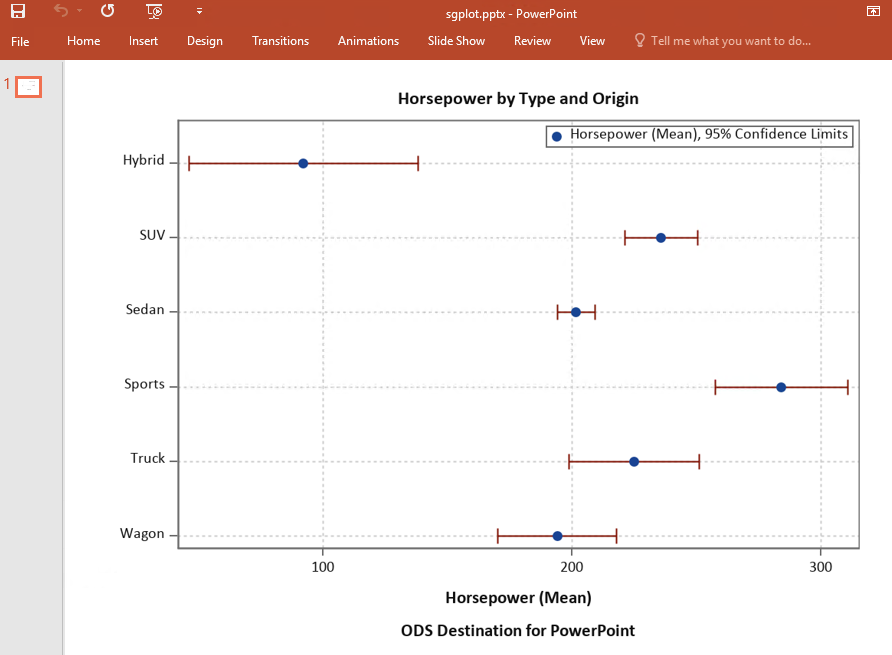 sgplot.pptx - PowerPoint
File Home Insert Design Transitions Animations Slide Show Review View Tell me what you want to do...
1
Horsepower by Type and Origin
Horsepower (Mean), 95% Confidence Limits
Hybrid
SUV
Sedan
Sports
Truck
Wagon
100 200 300
Horsepower (Mean)
ODS Destination for PowerPoint